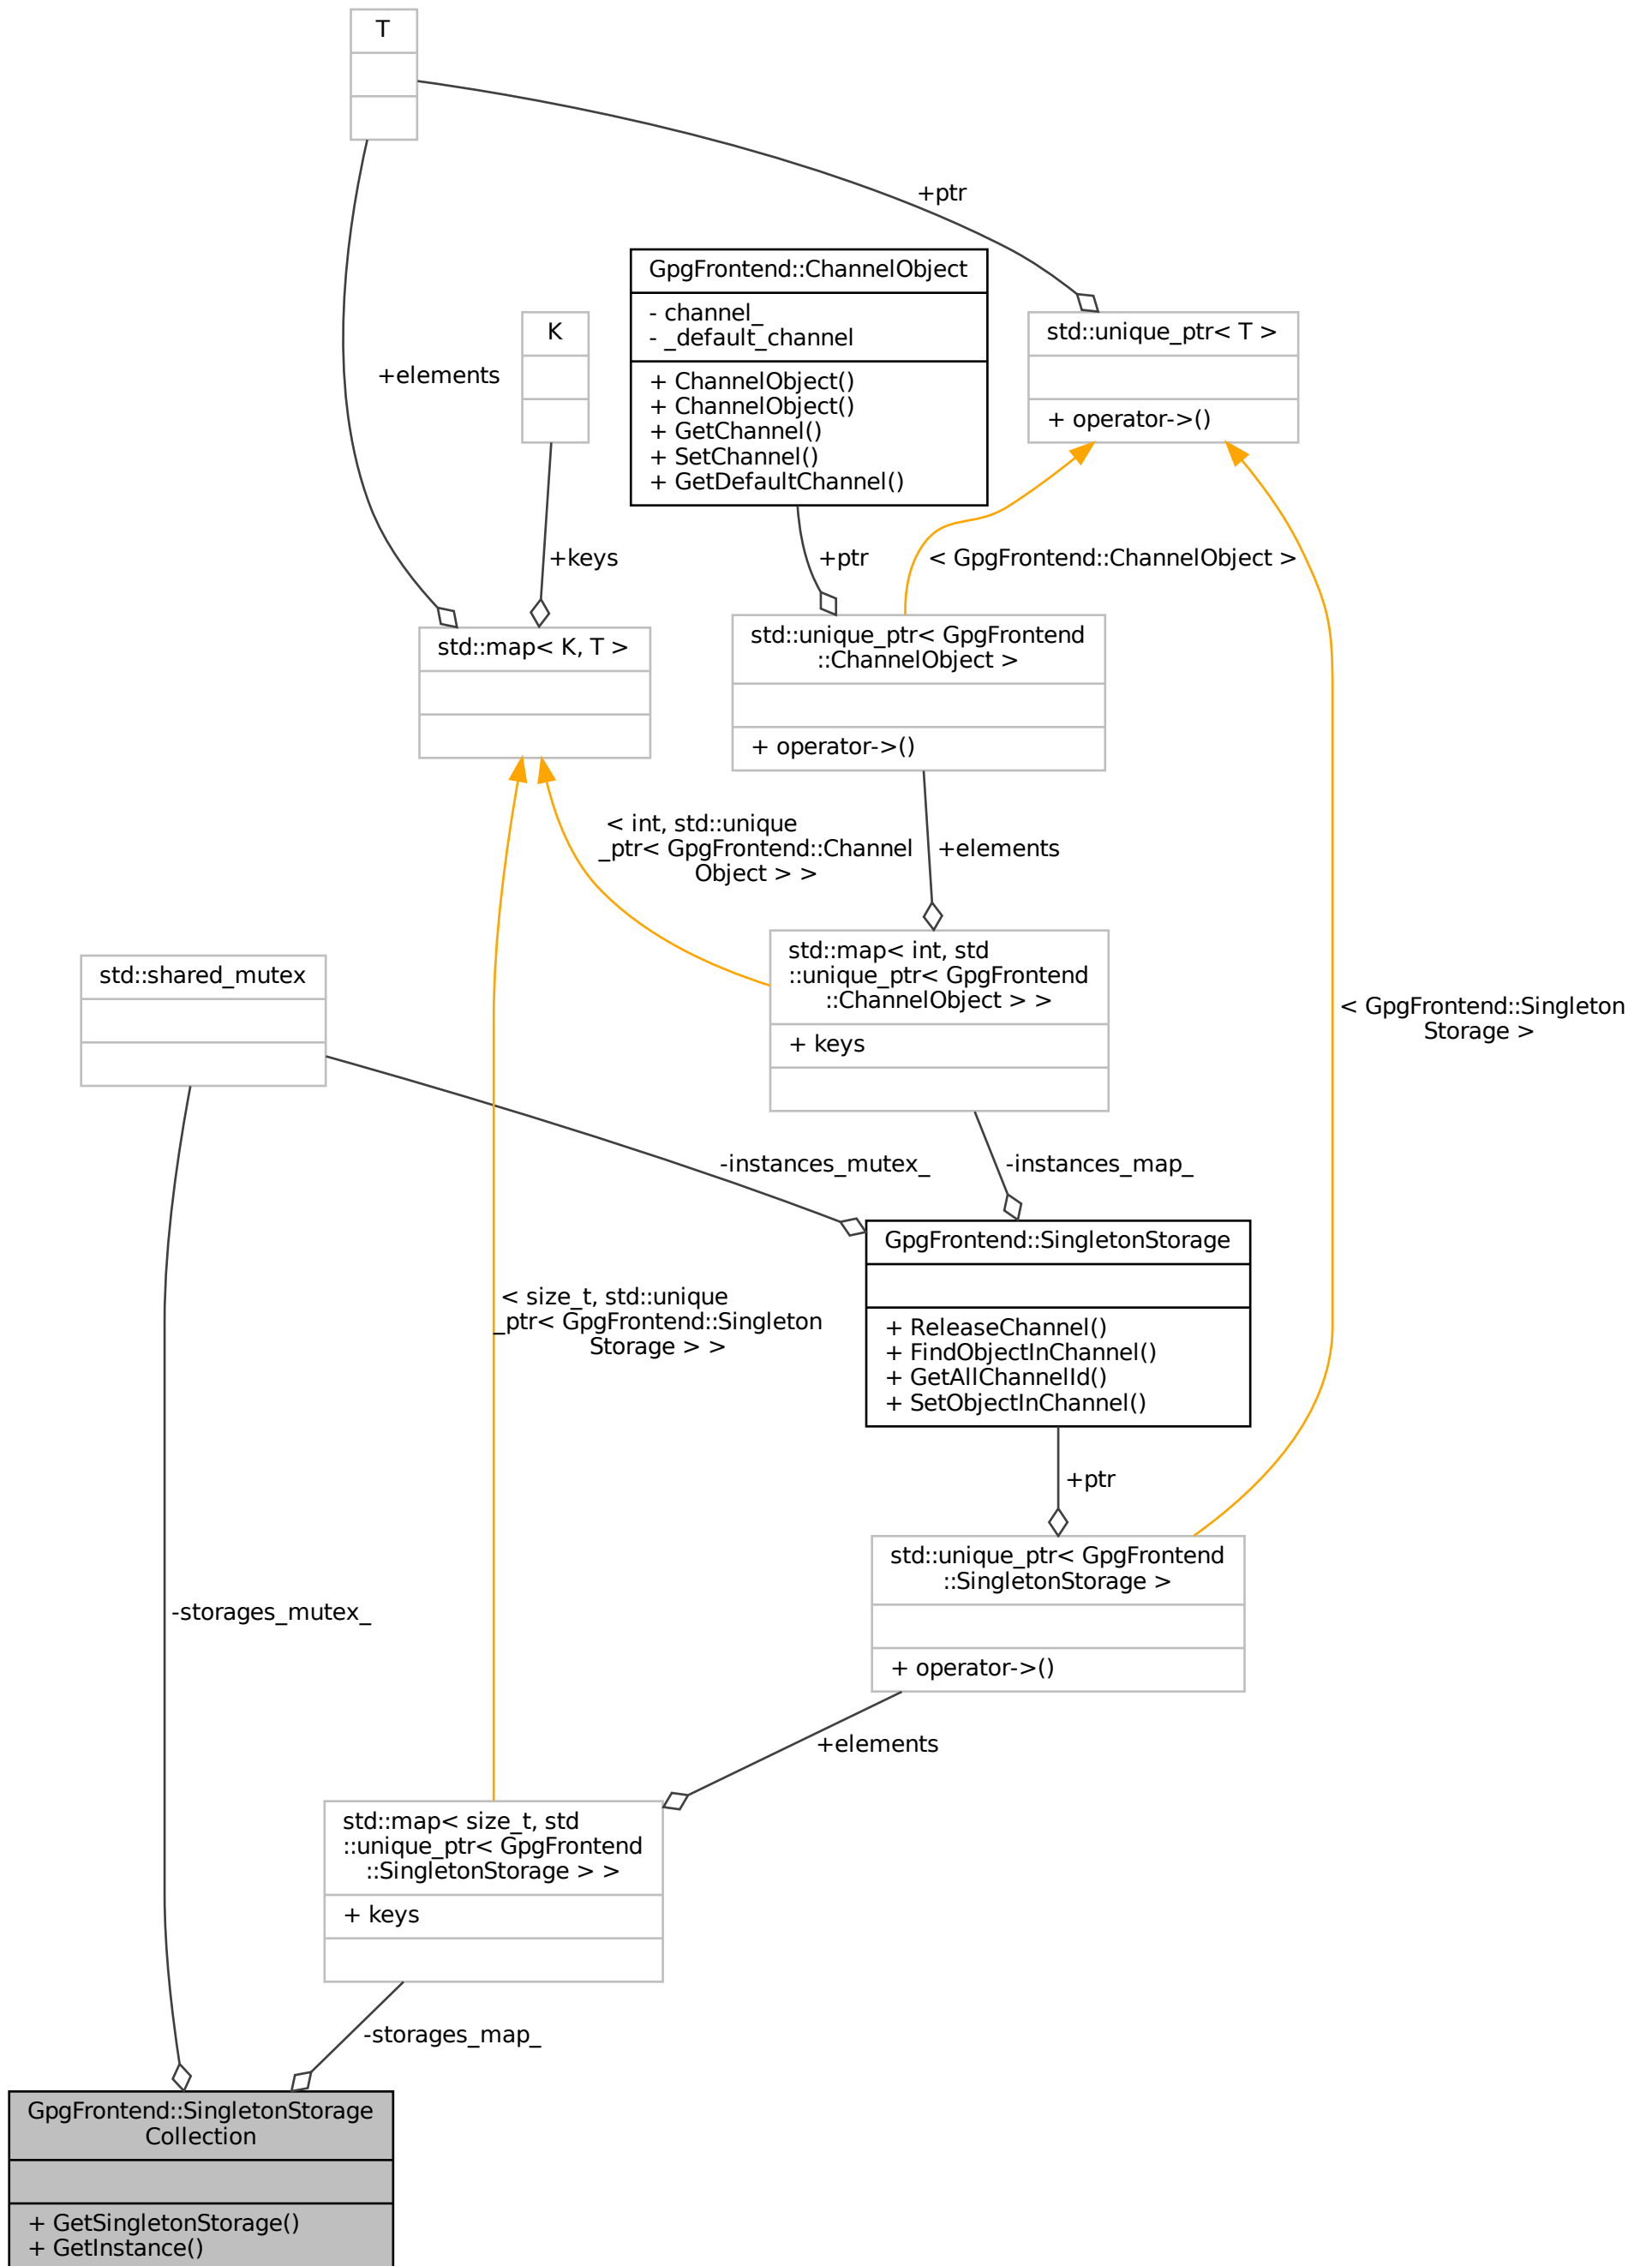 T
+ptr
GpgFrontend::ChannelObject
- channel_
- _default_channel
+ ChannelObject()
+ ChannelObject()
+ GetChannel()
+ SetChannel()
+ GetDefaultChannel()
K
std::unique_ptr< T >
+ operator->()
+elements
+keys
+ptr
< GpgFrontend::ChannelObject >
std::map< K, T >
std::unique_ptr< GpgFrontend
::ChannelObject >
+ operator->()
< int, std::unique
_ptr< GpgFrontend::Channel
Object > >
+elements
std::shared_mutex
std::map< int, std
::unique_ptr< GpgFrontend
::ChannelObject > >
+ keys
< GpgFrontend::Singleton
Storage >
-instances_mutex_
-instances_map_
GpgFrontend::SingletonStorage
+ ReleaseChannel()
+ FindObjectInChannel()
+ GetAllChannelId()
+ SetObjectInChannel()
< size_t, std::unique
_ptr< GpgFrontend::Singleton
Storage > >
+ptr
std::unique_ptr< GpgFrontend
::SingletonStorage >
+ operator->()
-storages_mutex_
+elements
std::map< size_t, std
::unique_ptr< GpgFrontend
::SingletonStorage > >
+ keys
-storages_map_
GpgFrontend::SingletonStorage
Collection
+ GetSingletonStorage()
+ GetInstance()